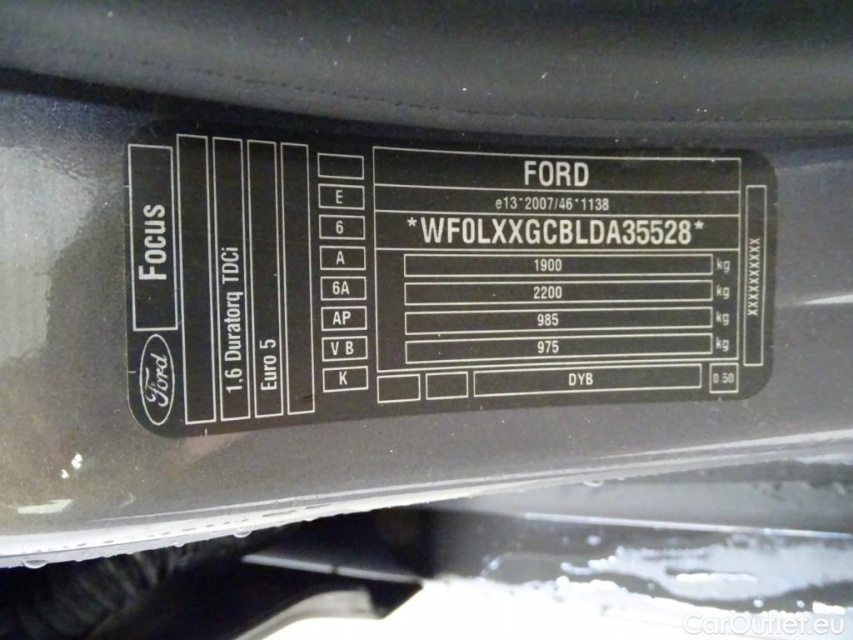 Focus
Ford
1.6 Duratorq TDCi
Euro 5
E
6
A
6A
AP
V B
K
FORD
e13*2007/46*1138
*WF0LXXGCBLDA35528*
1900 kg
2200 kg
985 kg
975 kg
DYB
0.50
XXXXXXXXXX
CarOutlet.eu